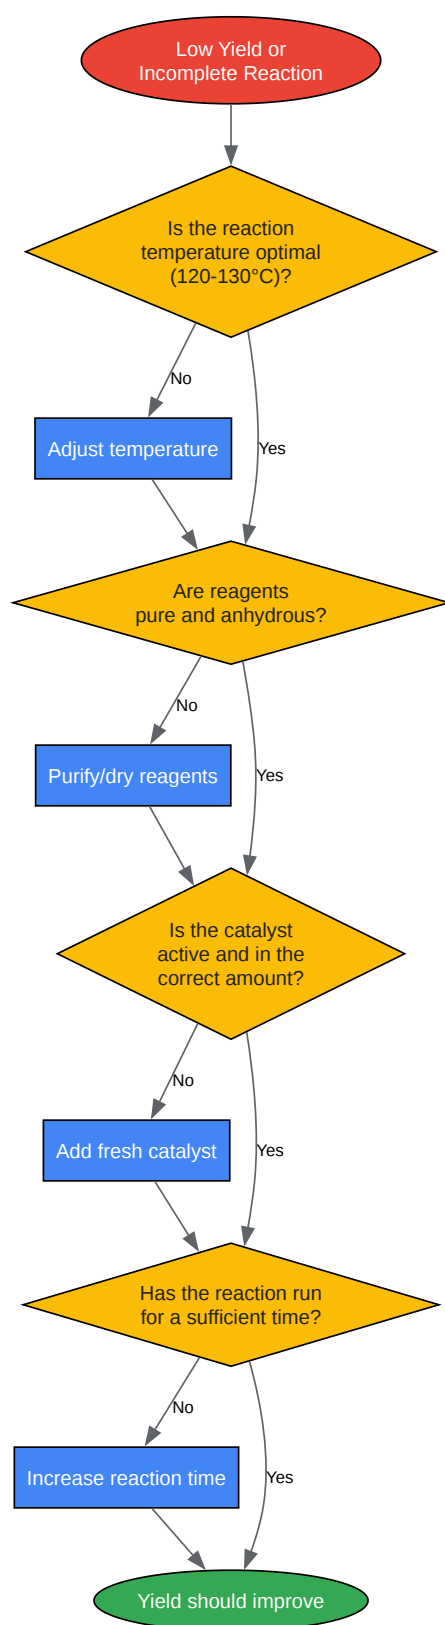 Low Yield or
Incomplete Reaction
Is the reaction
temperature optimal
(120-130°C)?
No
Adjust temperature
Yes
Are reagents
pure and anhydrous?
No
Purify/dry reagents
Yes
Is the catalyst
active and in the
correct amount?
No
Add fresh catalyst
Yes
Has the reaction run
for a sufficient time?
No
Increase reaction time
Yes
Yield should improve